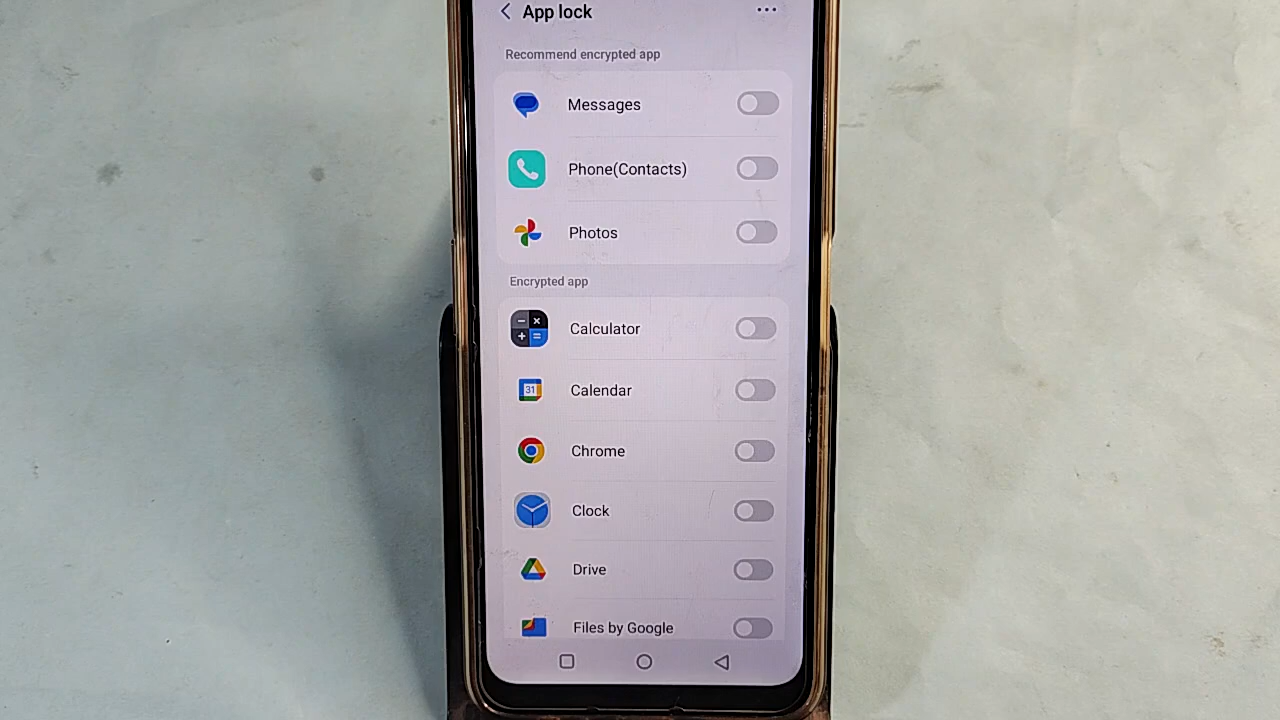 App lock
Recommend encrypted app
Messages
Phone(Contacts)
Photos
Encrypted app
Calculator
31
Calendar
Chrome
Clock
Drive
Files by Google